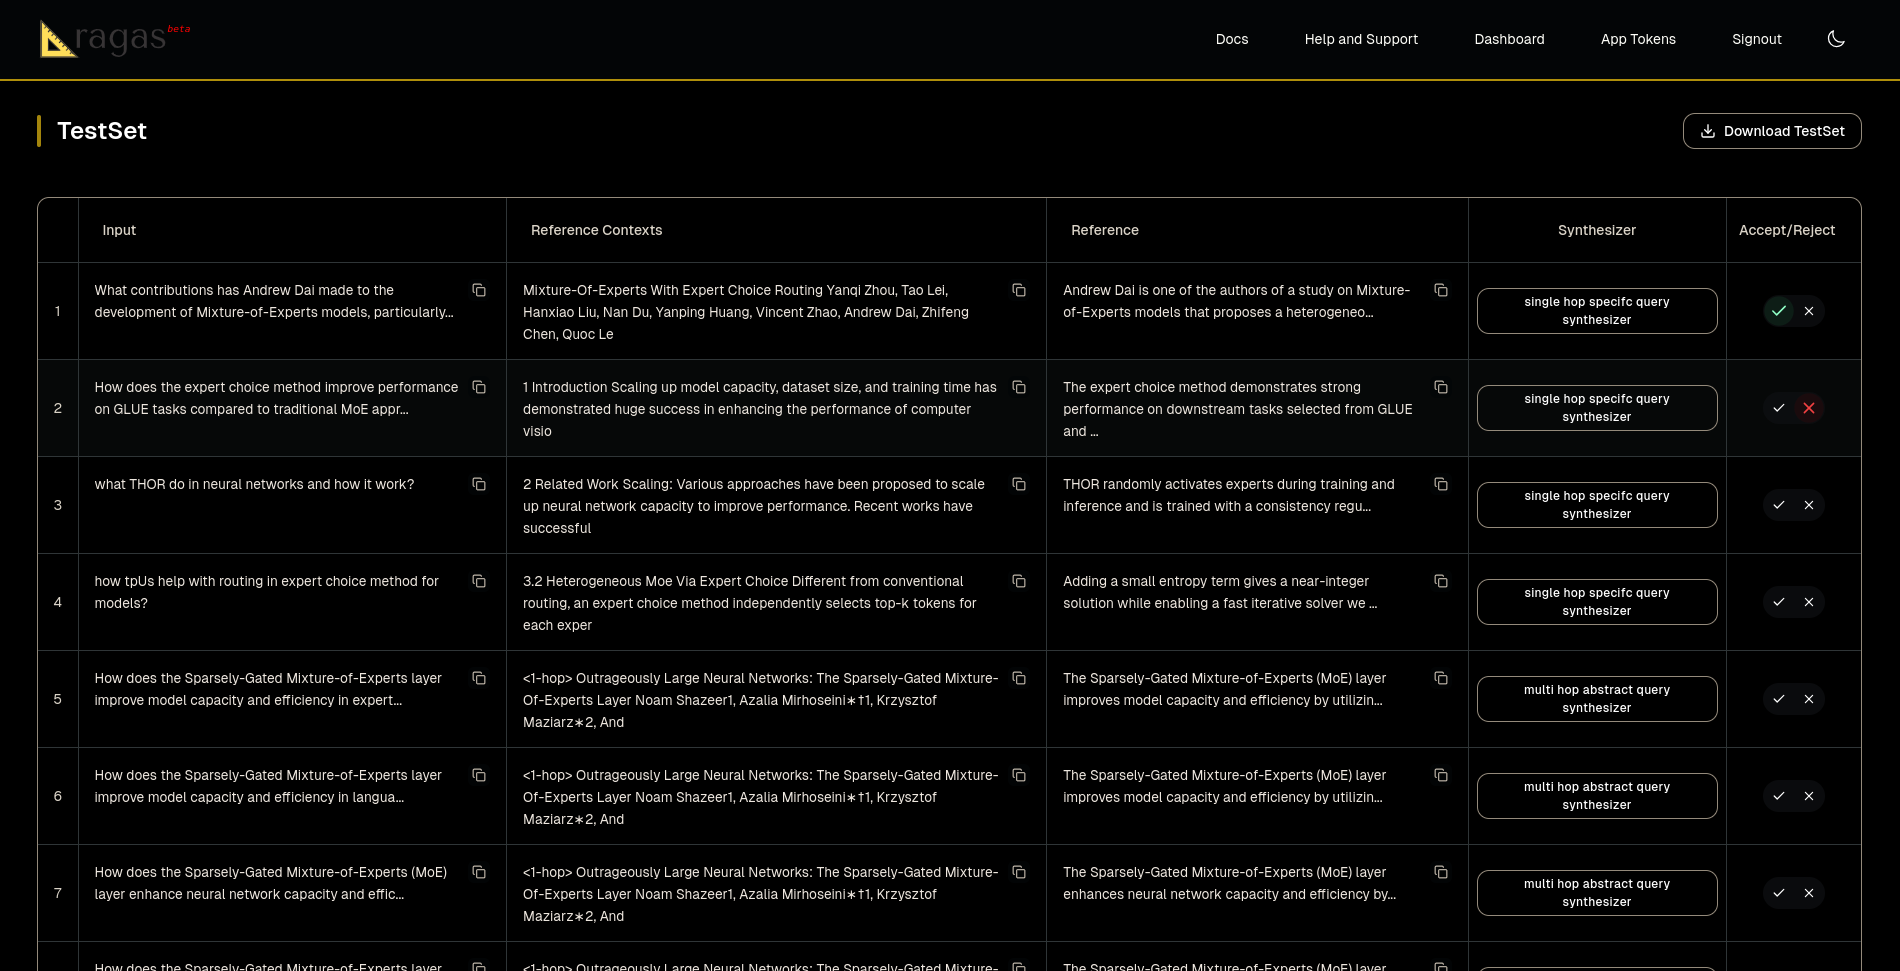 ragas beta
Docs
Help and Support
Dashboard
App Tokens
Signout
TestSet
Download TestSet
Input
Reference Contexts
Reference
Synthesizer
Accept/Reject
1
What contributions has Andrew Dai made to the
development of Mixture-of-Experts models, particularly...
Mixture-Of-Experts With Expert Choice Routing Yanqi Zhou, Tao Lei,
Hanxiao Liu, Nan Du, Yanping Huang, Vincent Zhao, Andrew Dai, Zhifeng
Chen, Quoc Le
Andrew Dai is one of the authors of a study on Mixture-
of-Experts models that proposes a heterogeneo...
single hop specifc query
synthesizer
2
How does the expert choice method improve performance
on GLUE tasks compared to traditional MoE appr...
1 Introduction Scaling up model capacity, dataset size, and training time has
demonstrated huge success in enhancing the performance of computer
visio
The expert choice method demonstrates strong
performance on downstream tasks selected from GLUE
and ...
single hop specifc query
synthesizer
3
what THOR do in neural networks and how it work?
2 Related Work Scaling: Various approaches have been proposed to scale
up neural network capacity to improve performance. Recent works have
successful
THOR randomly activates experts during training and
inference and is trained with a consistency regu...
single hop specifc query
synthesizer
4
how tpUs help with routing in expert choice method for
models?
3.2 Heterogeneous Moe Via Expert Choice Different from conventional
routing, an expert choice method independently selects top-k tokens for
each exper
Adding a small entropy term gives a near-integer
solution while enabling a fast iterative solver we ...
single hop specifc query
synthesizer
5
How does the Sparsely-Gated Mixture-of-Experts layer
improve model capacity and efficiency in expert...
<1-hop> Outrageously Large Neural Networks: The Sparsely-Gated Mixture-
Of-Experts Layer Noam Shazeer1, Azalia Mirhoseini∗†1, Krzysztof
Maziarz∗2, And
The Sparsely-Gated Mixture-of-Experts (MoE) layer
improves model capacity and efficiency by utilizin...
multi hop abstract query
synthesizer
6
How does the Sparsely-Gated Mixture-of-Experts layer
improve model capacity and efficiency in langua...
<1-hop> Outrageously Large Neural Networks: The Sparsely-Gated Mixture-
Of-Experts Layer Noam Shazeer1, Azalia Mirhoseini∗†1, Krzysztof
Maziarz∗2, And
The Sparsely-Gated Mixture-of-Experts (MoE) layer
improves model capacity and efficiency by utilizin...
multi hop abstract query
synthesizer
7
How does the Sparsely-Gated Mixture-of-Experts (MoE)
layer enhance neural network capacity and effic...
<1-hop> Outrageously Large Neural Networks: The Sparsely-Gated Mixture-
Of-Experts Layer Noam Shazeer1, Azalia Mirhoseini∗†1, Krzysztof
Maziarz∗2, And
The Sparsely-Gated Mixture-of-Experts (MoE) layer
enhances neural network capacity and efficiency by...
multi hop abstract query
synthesizer
How does the Sparsely-Gated Mixture-of-Experts layer
<1-hop> Outrageously Large Neural Networks: The Sparsely-Gated Mixture-
The Sparsely-Gated Mixture-of-Experts (MoE) layer